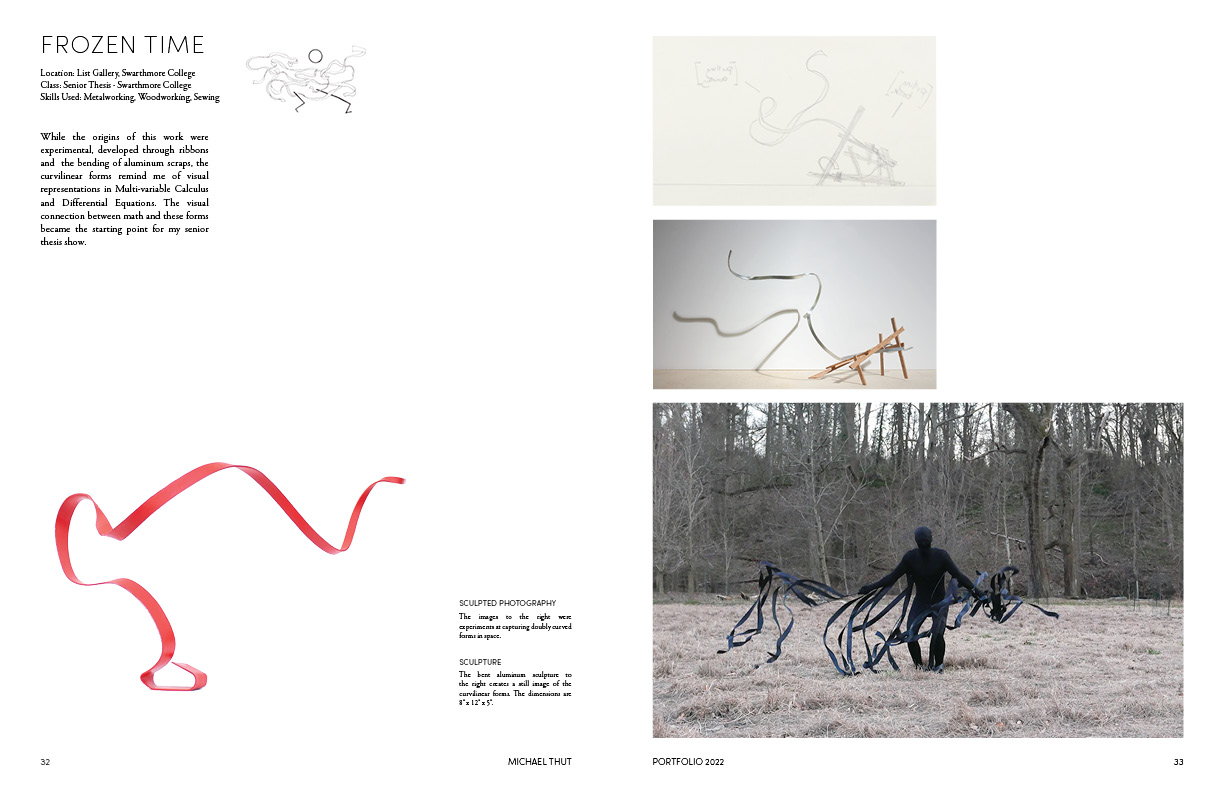 FROZEN TIME
Location: List Gallery, Swarthmore College
Class: Senior Thesis - Swarthmore College
Skills Used: Metalworking, Woodworking, Sewing
While the origins of this work were
experimental, developed through ribbons
and the bending of aluminum scraps, the
curvilinear forms remind me of visual
representations in Multi-variable Calculus
and Differential Equations. The visual
connection between math and these forms
became the starting point for my senior
thesis show.
SCULPTED PHOTOGRAPHY
The images to the right were
experiments at capturing doubly curved
forms in space.
SCULPTURE
The bent aluminum sculpture to
the right creates a still image of the
curvilinear forms. The dimensions are
8" x 12" x 5".
32
MICHAEL THUT
PORTFOLIO 2022
33